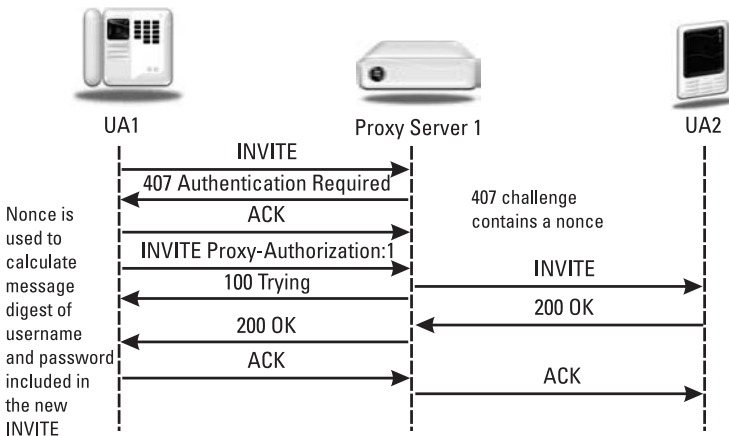 UA1
Proxy Server 1
UA2
INVITE
407 Authentication Required
407 challenge
contains a nonce
ACK
INVITE Proxy-Authorization:1
INVITE
100 Trying
200 OK
200 OK
ACK
ACK
Nonce is
used to
calculate
message
digest of
username
and password
included in
the new
INVITE